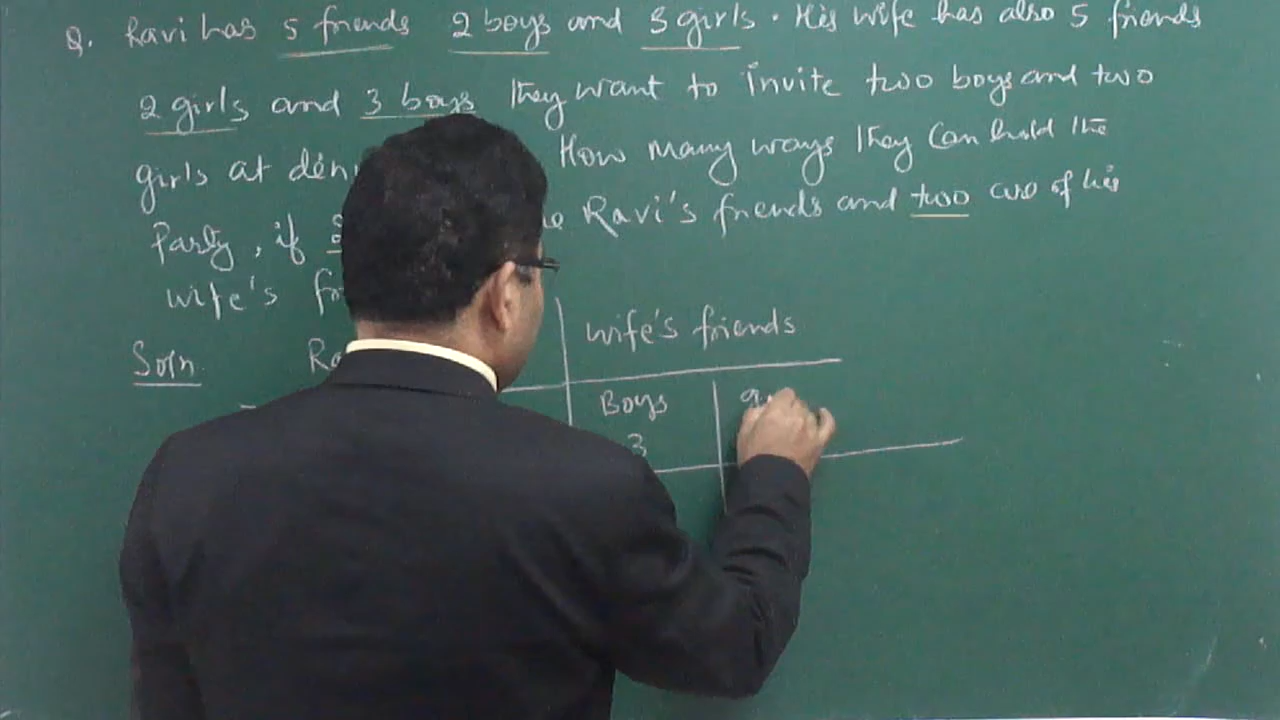 Q. Ravi has 5 friends 2 boys and 3 girls. His wife has also 5 friends
2 girls and 3 boys they want to invite two boys and two
girls at How many ways they can hold the
Party, if Ravi's friends and two are of his
wife's
Soln wife's friends
Boys
3